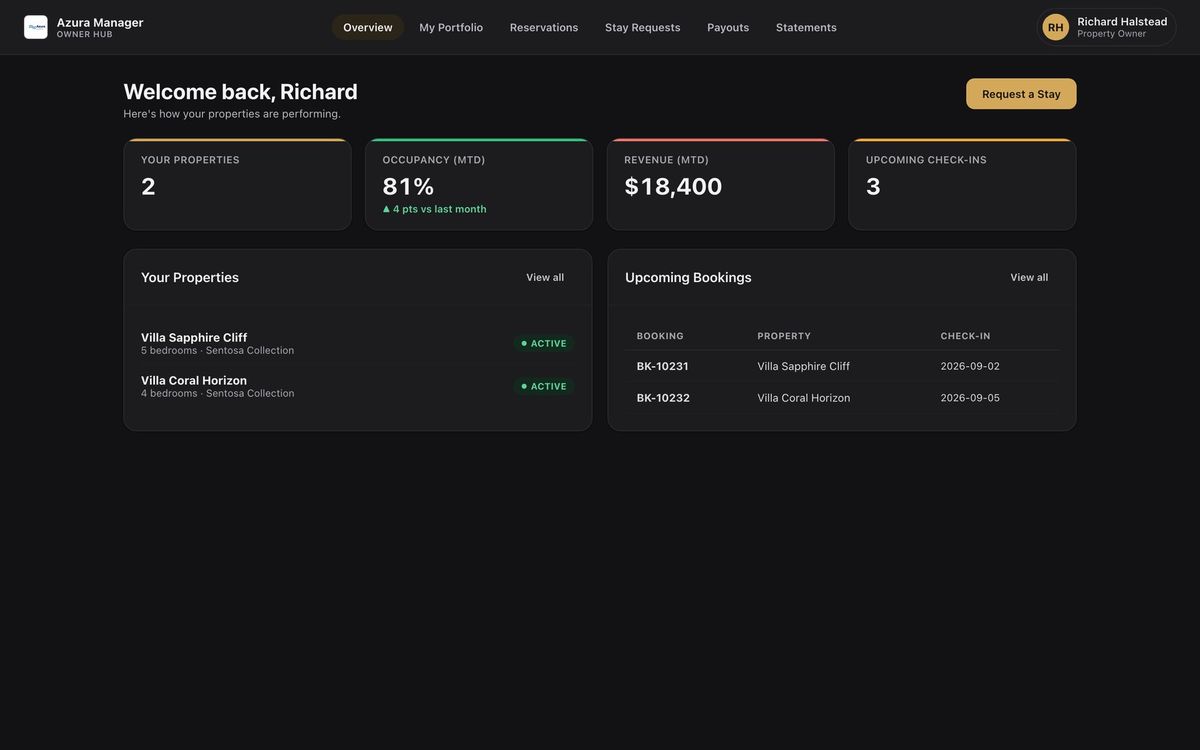 Azura Manager
OWNER HUB
Overview
My Portfolio
Reservations
Stay Requests
Payouts
Statements
RH
Richard Halstead
Property Owner
Welcome back, Richard
Here's how your properties are performing.
Request a Stay
YOUR PROPERTIES
2
OCCUPANCY (MTD)
81%
▲ 4 pts vs last month
REVENUE (MTD)
$18,400
UPCOMING CHECK-INS
3
Your Properties
View all
Villa Sapphire Cliff
5 bedrooms · Sentosa Collection
ACTIVE
Villa Coral Horizon
4 bedrooms · Sentosa Collection
ACTIVE
Upcoming Bookings
View all
BOOKING PROPERTY CHECK-IN
BK-10231 Villa Sapphire Cliff 2026-09-02
BK-10232 Villa Coral Horizon 2026-09-05